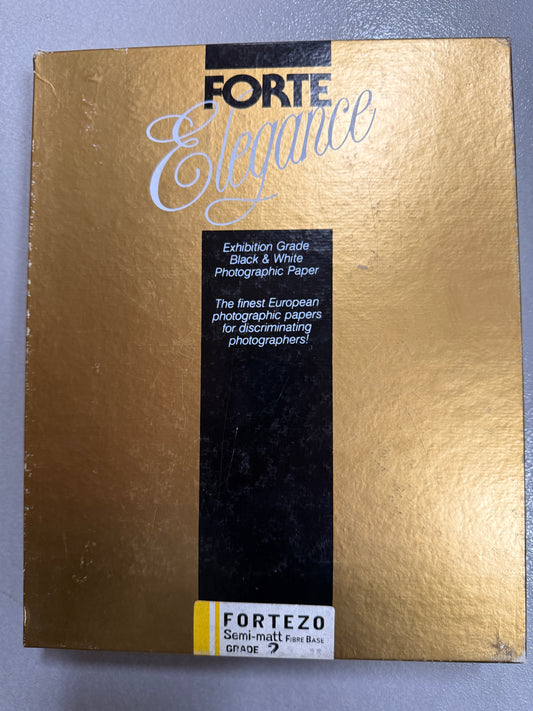 FORTE
Elegance
Exhibition Grade
Black & White
Photographic Paper
The finest European
photographic papers
for discriminating
photographers!
FORTEZO
Semi-matt FIBRE BASE
GRADE 2